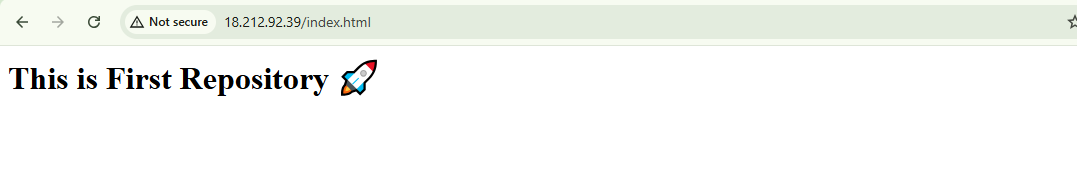 Not secure 18.212.92.39/index.html
This is First Repository 🚀